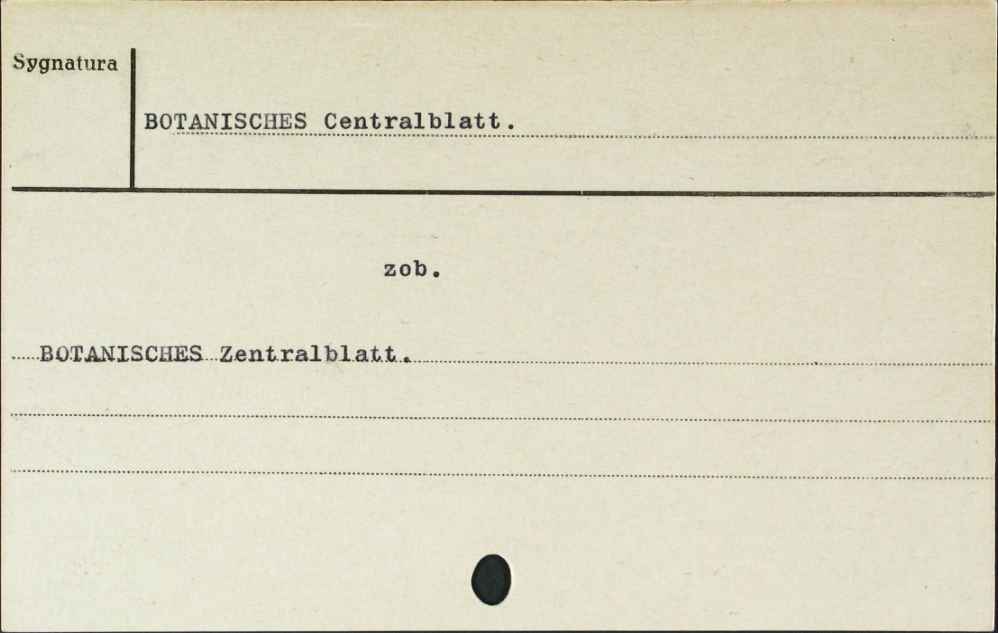 Sygnatura
BOTANISCHES Centralblatt.
zob.
BOTANISCHES Zentralblatt.